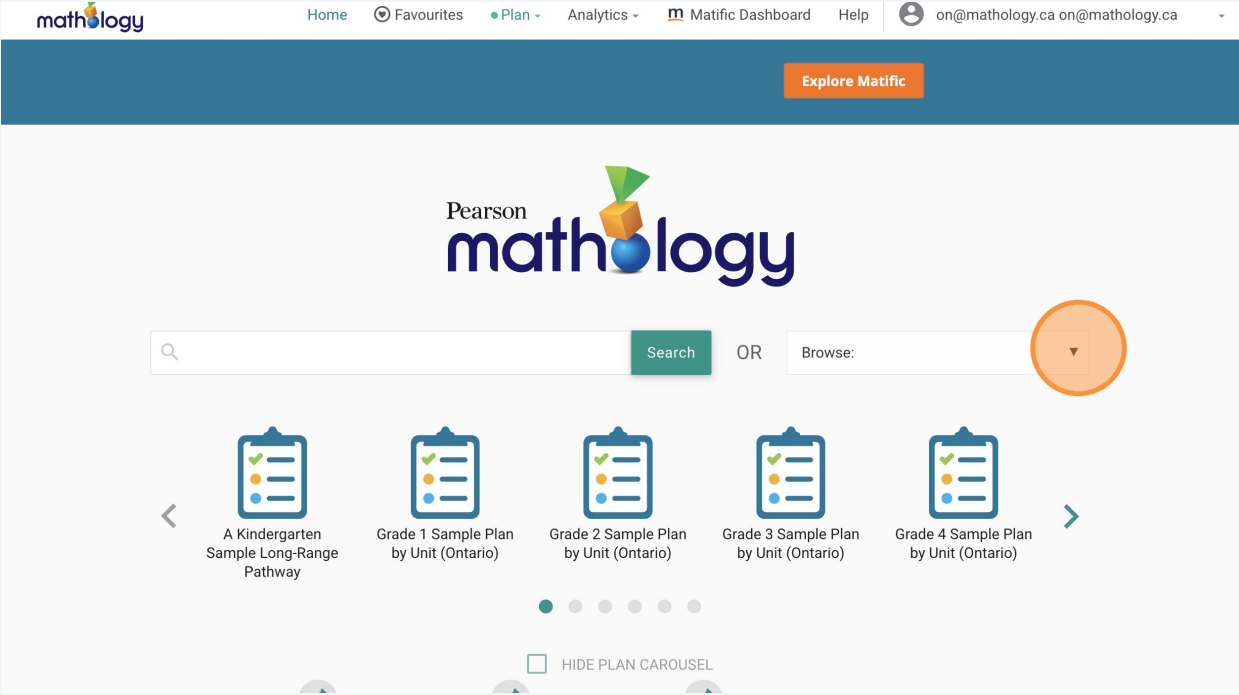 mathology Home Favourites Plan Analytics m Matific Dashboard Help on@mathology.ca on@mathology.ca
Explore Matific
Pearson
mathology
Search OR Browse:
A Kindergarten
Sample Long-Range
Pathway
Grade 1 Sample Plan
by Unit (Ontario)
Grade 2 Sample Plan
by Unit (Ontario)
Grade 3 Sample Plan
by Unit (Ontario)
Grade 4 Sample Plan
by Unit (Ontario)
HIDE PLAN CAROUSEL